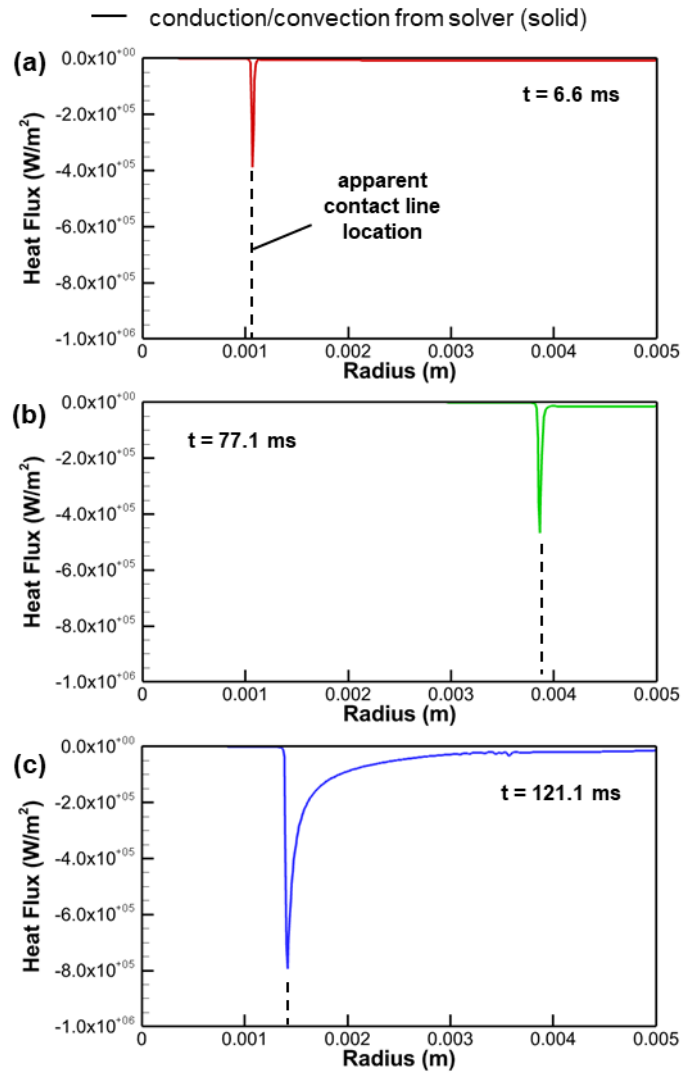 conduction/convection from solver (solid)
(a)
0.0x10+00
-2.0x10+05
-4.0x10+05
-6.0x10+05
-8.0x10+05
-1.0x10+06
Heat Flux (W/m²)
t = 6.6 ms
apparent
contact line
location
0 0.001 0.002 0.003 0.004 0.005
Radius (m)
(b)
0.0x10+00
-2.0x10+05
-4.0x10+05
-6.0x10+05
-8.0x10+05
-1.0x10+06
Heat Flux (W/m²)
t = 77.1 ms
0 0.001 0.002 0.003 0.004 0.005
Radius (m)
(c)
0.0x10+00
-2.0x10+05
-4.0x10+05
-6.0x10+05
-8.0x10+05
-1.0x10+06
Heat Flux (W/m²)
t = 121.1 ms
0 0.001 0.002 0.003 0.004 0.005
Radius (m)